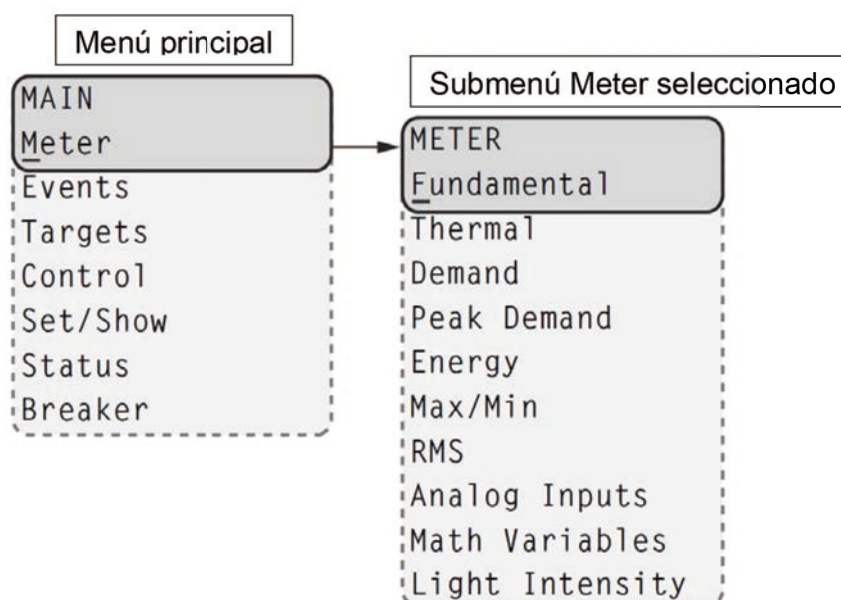 Menú principal
MAIN
Meter
Events
Targets
Control
Set/Show
Status
Breaker
Submenú Meter seleccionado
METER
Fundamental
Thermal
Demand
Peak Demand
Energy
Max/Min
RMS
Analog Inputs
Math Variables
Light Intensity